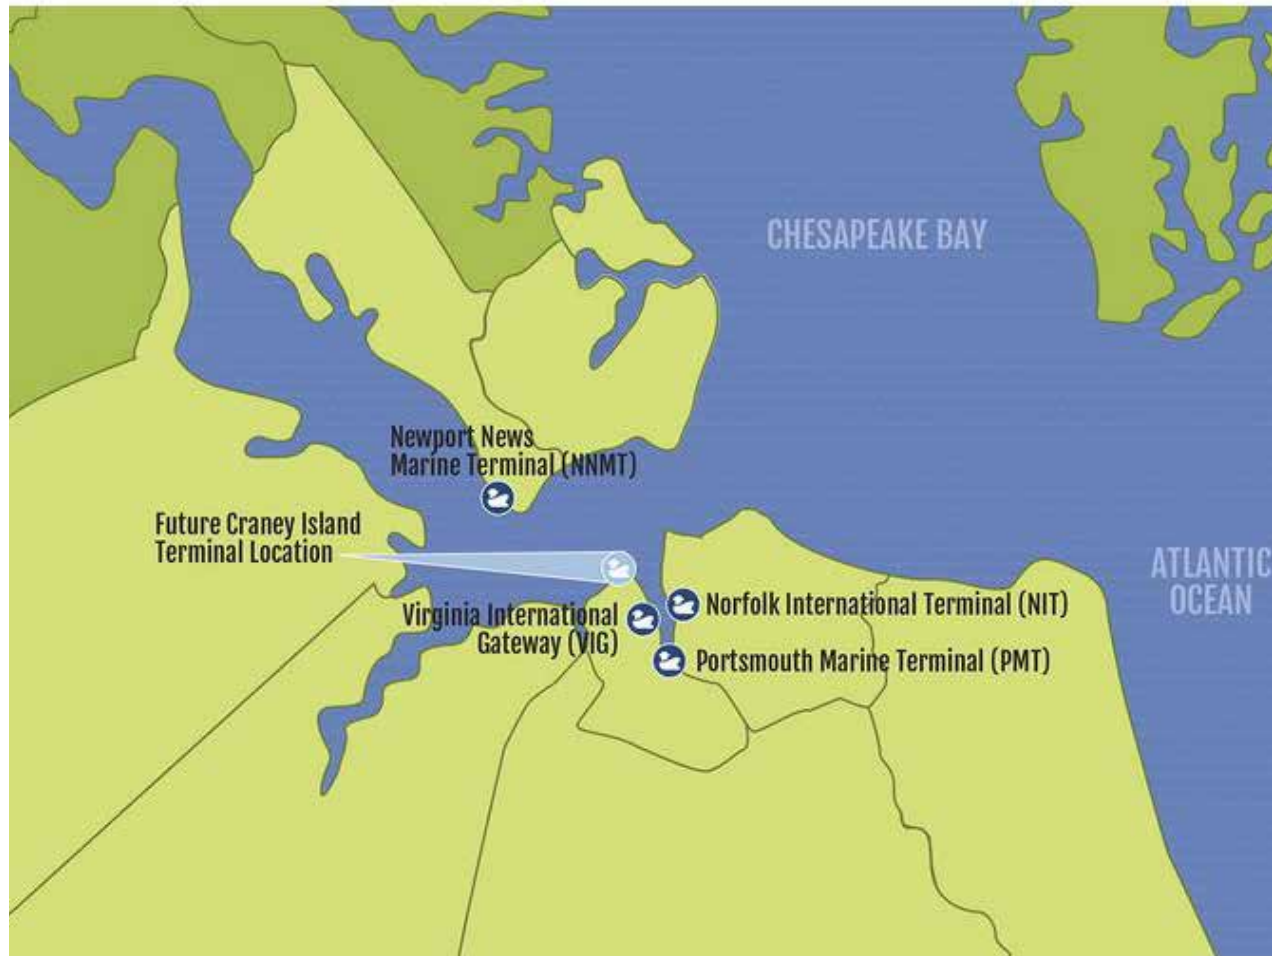 CHESAPEAKE BAY
Newport News
Marine Terminal (NNMT)
Future Craney Island
Terminal Location
ATLANTIC
OCEAN
Virginia International
Gateway (VIG)
Norfolk International Terminal (NIT)
Portsmouth Marine Terminal (PMT)